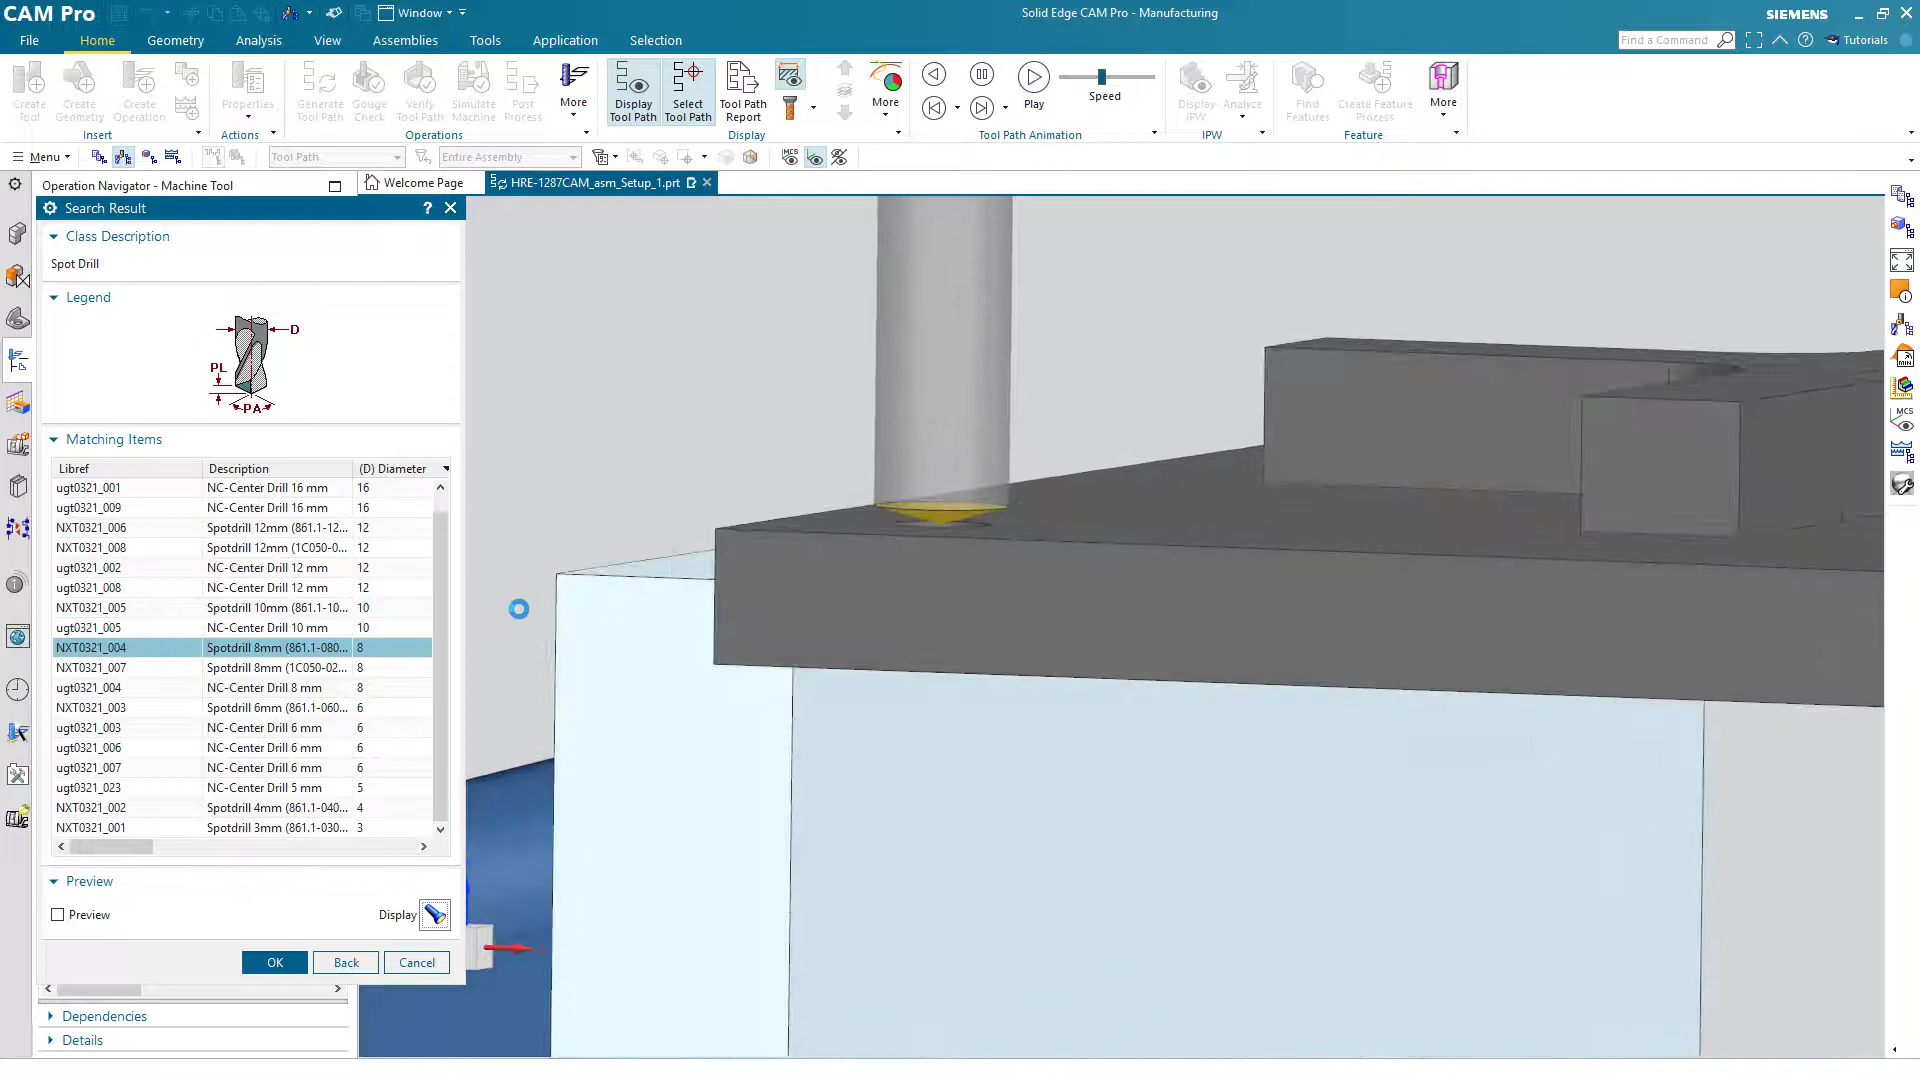 CAM Pro
Window
Solid Edge CAM Pro - Manufacturing
SIEMENS
File
Home
Geometry
Analysis
View
Assemblies
Tools
Application
Selection
Find a Command
Tutorials
Create Tool
Create Geometry
Create Operation
Properties
Generate Tool Path
Gouge Check
Verify Tool Path
Simulate Machine
Post Process
More
Display Tool Path
Select Tool Path
Tool Path Report
More
Play
Speed
Display IPW
Analyze
Find Features
Create Feature Process
More
Insert
Actions
Operations
Display
Tool Path Animation
IPW
Feature
Menu
Tool Path
Entire Assembly
MCS
Operation Navigator - Machine Tool
Welcome Page
HRE-1287CAM_asm_Setup_1.prt
Search Result
?
Class Description
Spot Drill
Legend
D
PL
PA
Matching Items
Libref Description (D) Diameter
ugt0321_001 NC-Center Drill 16 mm 16
ugt0321_009 NC-Center Drill 16 mm 16
NXT0321_006 Spotdrill 12mm (861.1-12... 12
NXT0321_008 Spotdrill 12mm (1C050-0... 12
ugt0321_002 NC-Center Drill 12 mm 12
ugt0321_008 NC-Center Drill 12 mm 12
NXT0321_005 Spotdrill 10mm (861.1-10... 10
ugt0321_005 NC-Center Drill 10 mm 10
NXT0321_004 Spotdrill 8mm (861.1-080... 8
NXT0321_007 Spotdrill 8mm (1C050-02... 8
ugt0321_004 NC-Center Drill 8 mm 8
NXT0321_003 Spotdrill 6mm (861.1-060... 6
ugt0321_003 NC-Center Drill 6 mm 6
ugt0321_006 NC-Center Drill 6 mm 6
ugt0321_007 NC-Center Drill 6 mm 6
ugt0321_023 NC-Center Drill 5 mm 5
NXT0321_002 Spotdrill 4mm (861.1-040... 4
NXT0321_001 Spotdrill 3mm (861.1-030... 3
Preview
Preview
Display
OK
Back
Cancel
Dependencies
Details
MIN
MCS